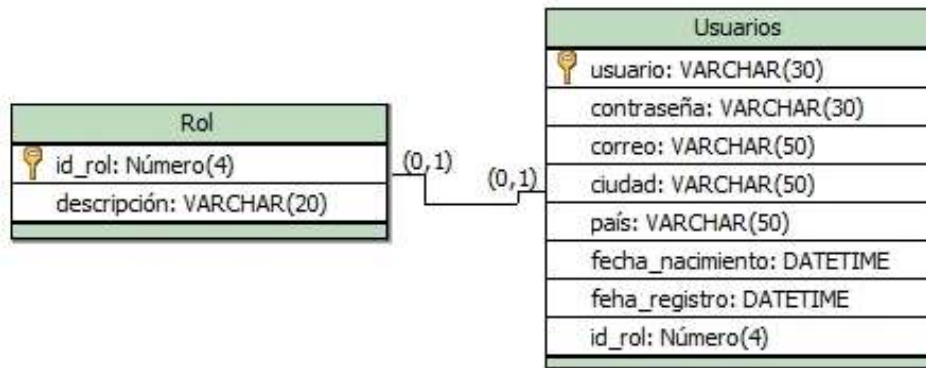 Rol
id_rol: Número(4)
descripción: VARCHAR(20)
(0,1)
(0,1)
Usuarios
usuario: VARCHAR(30)
contraseña: VARCHAR(30)
correo: VARCHAR(50)
ciudad: VARCHAR(50)
país: VARCHAR(50)
fecha_nacimiento: DATETIME
feha_registro: DATETIME
id_rol: Número(4)